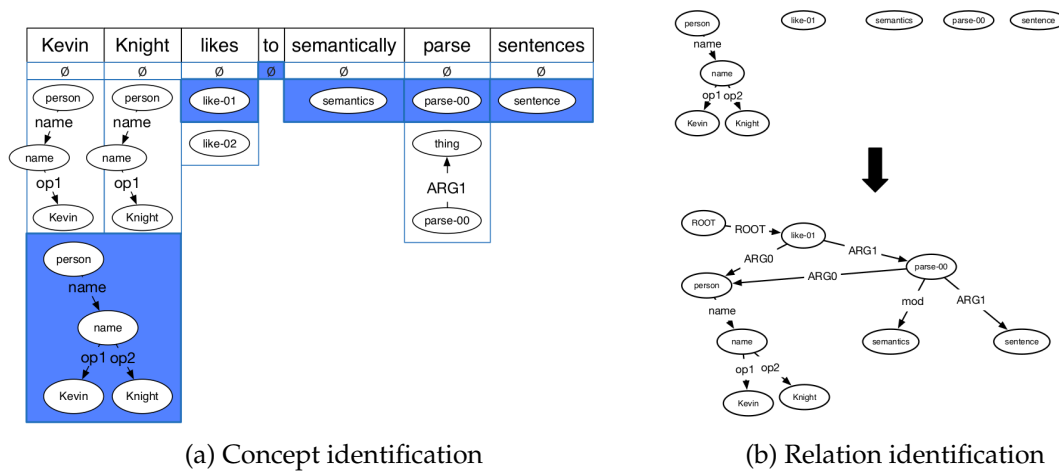 Kevin Knight likes to semantically parse sentences
Ø Ø Ø Ø Ø Ø Ø
person person like-01 semantics parse-00 sentence
name name like-02 thing
name name
op1 op1 ARG1
Kevin Knight parse-00
person
name
name
op1 op2
Kevin Knight
(a) Concept identification
person like-01 semantics parse-00 sentence
name
name
op1 op2
Kevin Knight
ROOT ROOT like-01
ARG1
ARG0 parse-00
person ARG0
name mod ARG1
name semantics sentence
op1 op2
Kevin Knight
(b) Relation identification